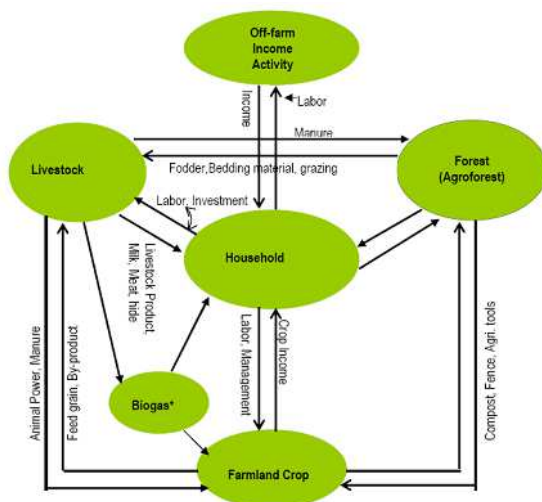 Off-farm
Income
Activity
Income
Labor
Manure
Livestock
Fodder,Bedding material, grazing
Forest
(Agroforest)
Labor, Investment
Household
Livestock Product,
Milk, Meat, hide
Animal Power, Manure
Feed grain, By-product
Labor, Management
Crop Income
Compost, Fence, Agri. tools
Biogas*
Farmland Crop